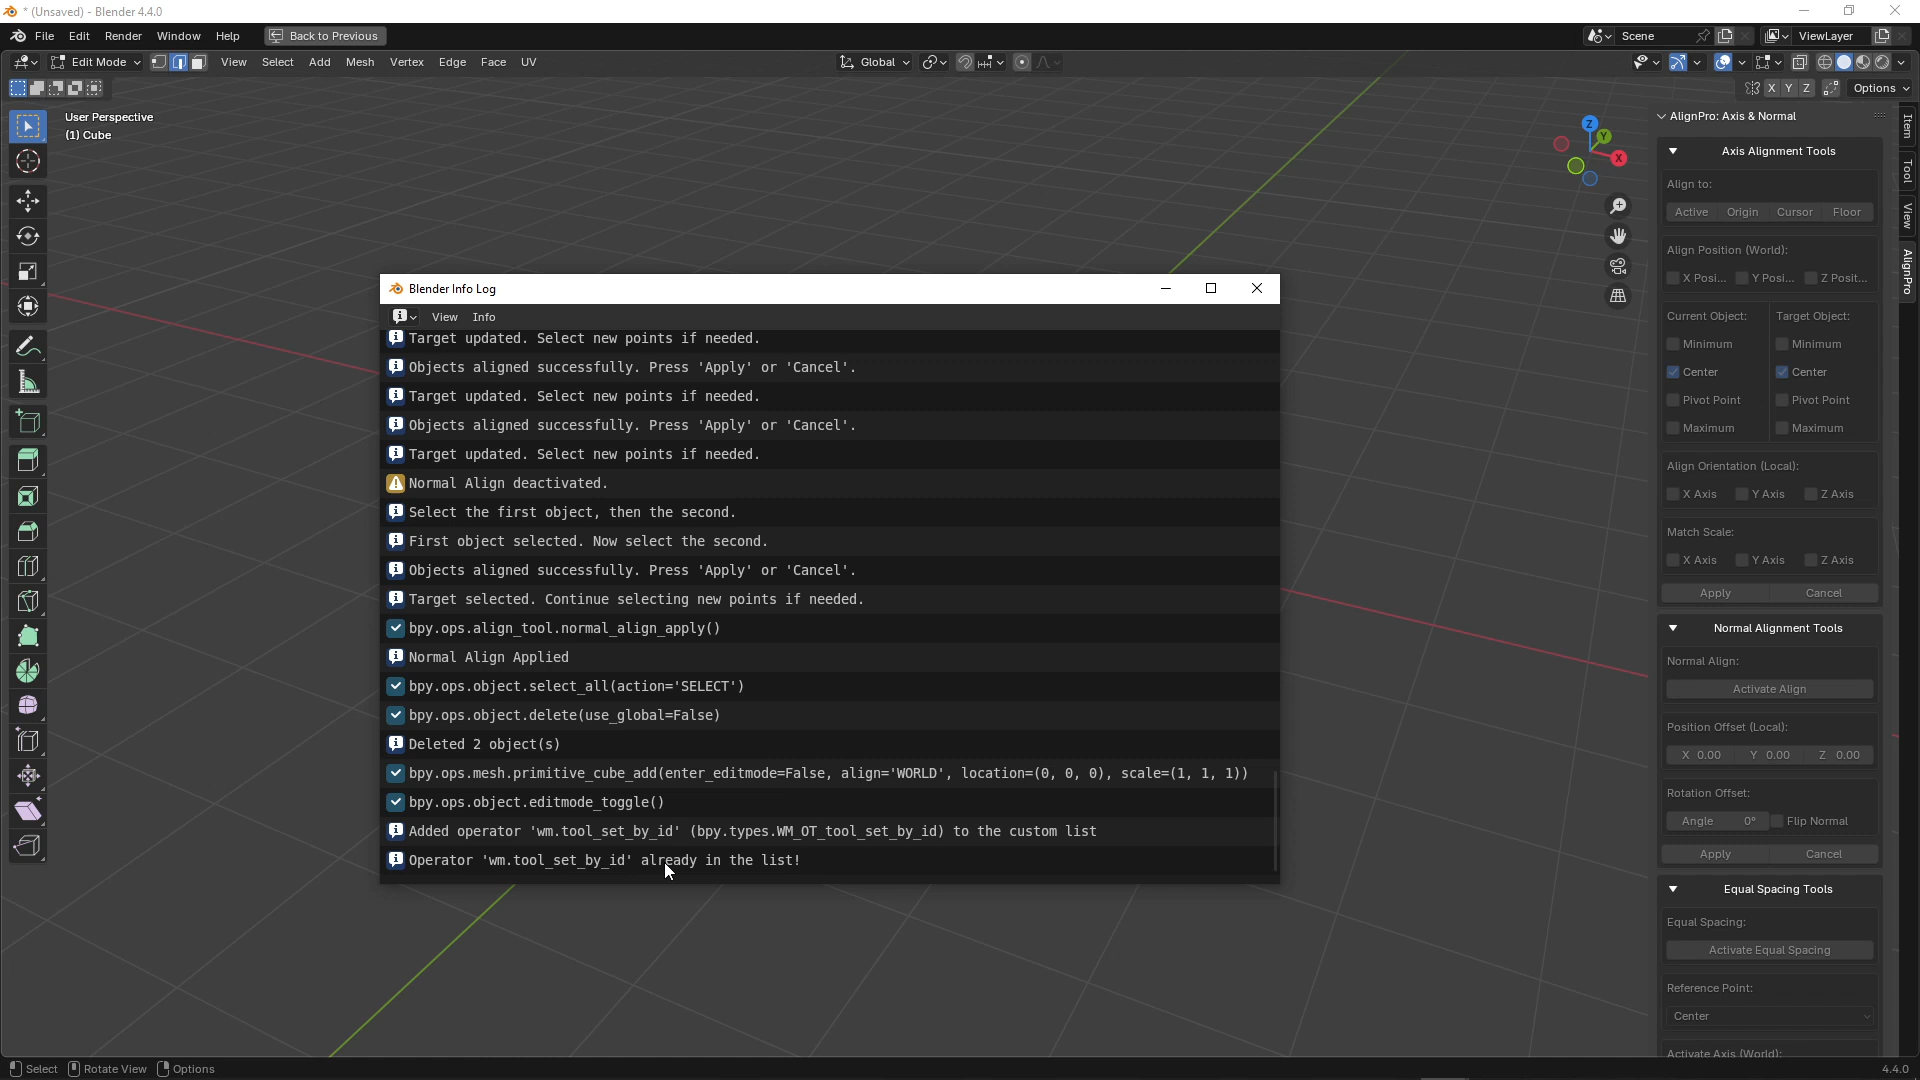 * (Unsaved) - Blender 4.4.0
File Edit Render Window Help Back to Previous Scene ViewLayer
Edit Mode View Select Add Mesh Vertex Edge Face UV Global
X Y Z Options
User Perspective
(1) Cube
Z
Y
X
Blender Info Log
View Info
Target updated. Select new points if needed.
Objects aligned successfully. Press 'Apply' or 'Cancel'.
Target updated. Select new points if needed.
Objects aligned successfully. Press 'Apply' or 'Cancel'.
Target updated. Select new points if needed.
Normal Align deactivated.
Select the first object, then the second.
First object selected. Now select the second.
Objects aligned successfully. Press 'Apply' or 'Cancel'.
Target selected. Continue selecting new points if needed.
bpy.ops.align_tool.normal_align_apply()
Normal Align Applied
bpy.ops.object.select_all(action='SELECT')
bpy.ops.object.delete(use_global=False)
Deleted 2 object(s)
bpy.ops.mesh.primitive_cube_add(enter_editmode=False, align='WORLD', location=(0, 0, 0), scale=(1, 1, 1))
bpy.ops.object.editmode_toggle()
Added operator 'wm.tool_set_by_id' (bpy.types.WM_OT_tool_set_by_id) to the custom list
Operator 'wm.tool_set_by_id' already in the list!
AlignPro: Axis & Normal
Axis Alignment Tools
Align to:
Active Origin Cursor Floor
Align Position (World):
X Posi... Y Posi... Z Posit...
Current Object: Target Object:
Minimum Minimum
Center Center
Pivot Point Pivot Point
Maximum Maximum
Align Orientation (Local):
X Axis Y Axis Z Axis
Match Scale:
X Axis Y Axis Z Axis
Apply Cancel
Normal Alignment Tools
Normal Align:
Activate Align
Position Offset (Local):
X 0.00 Y 0.00 Z 0.00
Rotation Offset:
Angle 0° Flip Normal
Apply Cancel
Equal Spacing Tools
Equal Spacing:
Activate Equal Spacing
Reference Point:
Center
Activate Axis (World):
Item
Tool
View
AlignPro
Select Rotate View Options 4.4.0